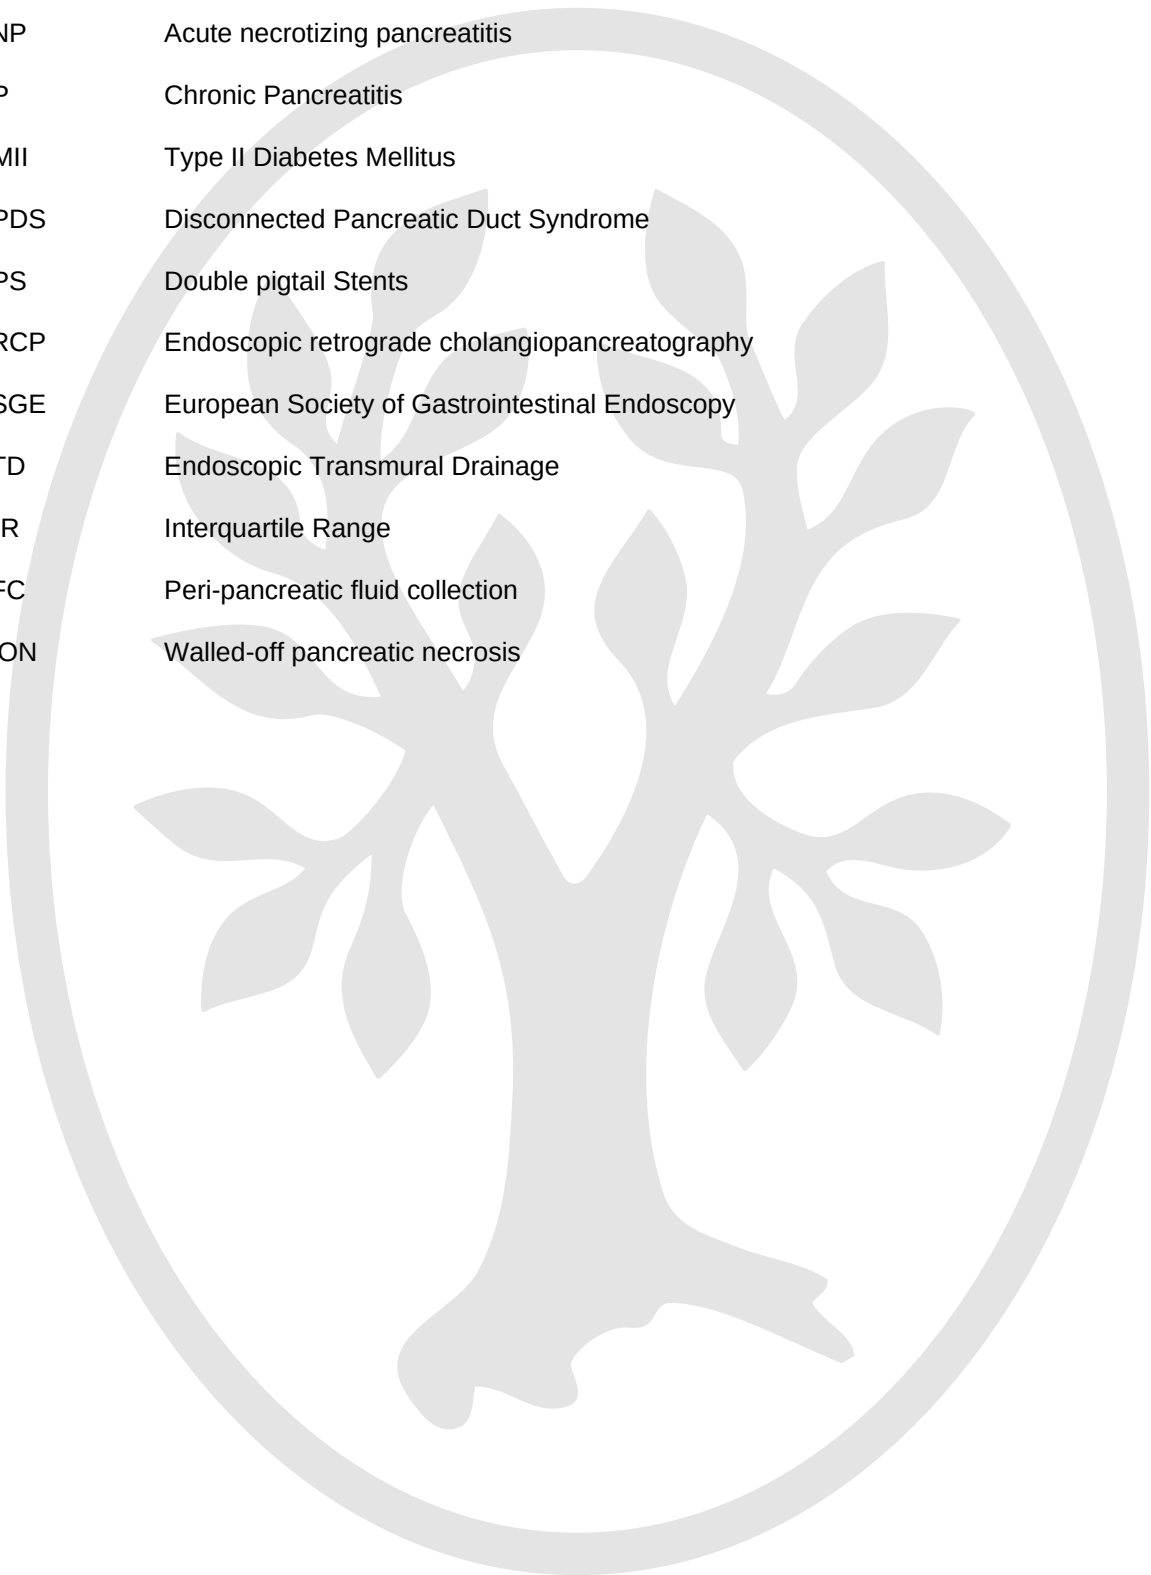 NP Acute necrotizing pancreatitis
P Chronic Pancreatitis
MII Type II Diabetes Mellitus
PDS Disconnected Pancreatic Duct Syndrome
PS Double pigtail Stents
RCP Endoscopic retrograde cholangiopancreatography
SGE European Society of Gastrointestinal Endoscopy
TD Endoscopic Transmural Drainage
R Interquartile Range
FC Peri-pancreatic fluid collection
ON Walled-off pancreatic necrosis